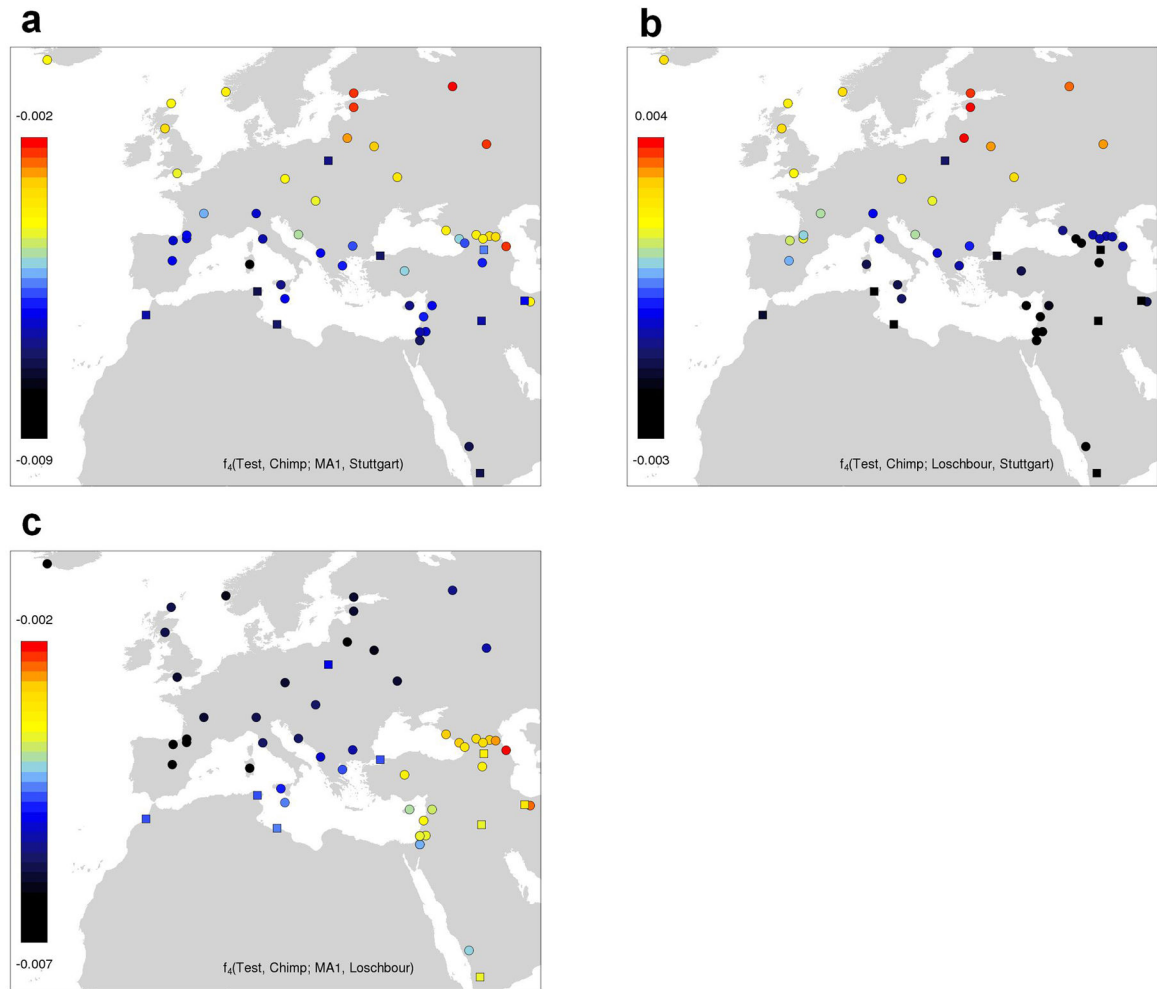 a
-0.002
-0.009
f4(Test, Chimp; MA1, Stuttgart)
b
0.004
-0.003
f4(Test, Chimp; Loschbour, Stuttgart)
c
-0.002
-0.007
f4(Test, Chimp; MA1, Loschbour)